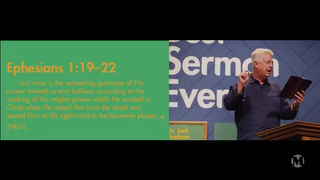 Ephesians 1:19–22
and what is the exceeding greatness of His
power toward us who believe, according to the
working of His mighty power which He worked in
Christ when He raised Him from the dead and
seated Him at His right hand in the heavenly places.
(NKJV)
Sermon
Ever
Jack
M